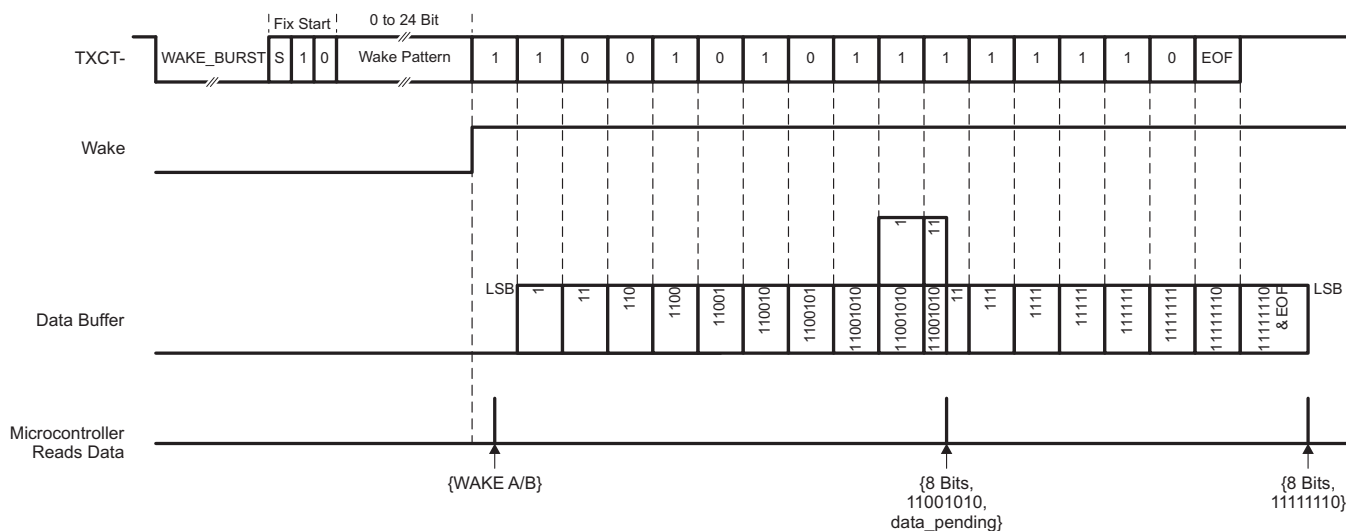 Fix Start
0 to 24 Bit
TXCT-
WAKE_BURST
S
1
0
Wake Pattern
1
1
0
0
1
0
1
0
1
1
1
1
1
1
1
0
EOF
Wake
1
11
LSB
1
11
110
1100
11001
110010
1100101
11001010
11001010
11001010
11
111
1111
11111
111111
1111111
11111110
11111110
& EOF
LSB
Data Buffer
Microcontroller
Reads Data
{WAKE A/B}
{8 Bits,
11001010,
data_pending}
{8 Bits,
11111110}